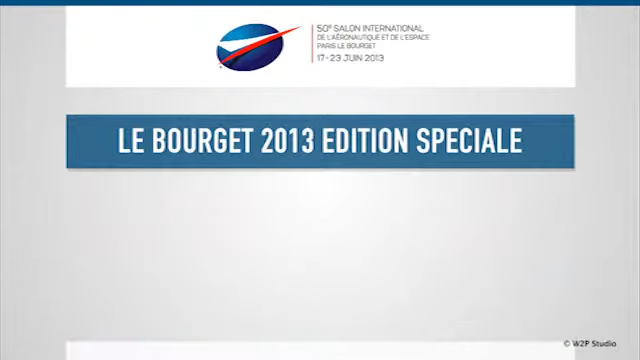 50e SALON INTERNATIONAL
DE L'AÉRONAUTIQUE ET DE L'ESPACE
PARIS LE BOURGET
17-23 JUIN 2013
LE BOURGET 2013 EDITION SPECIALE
© W2P Studio